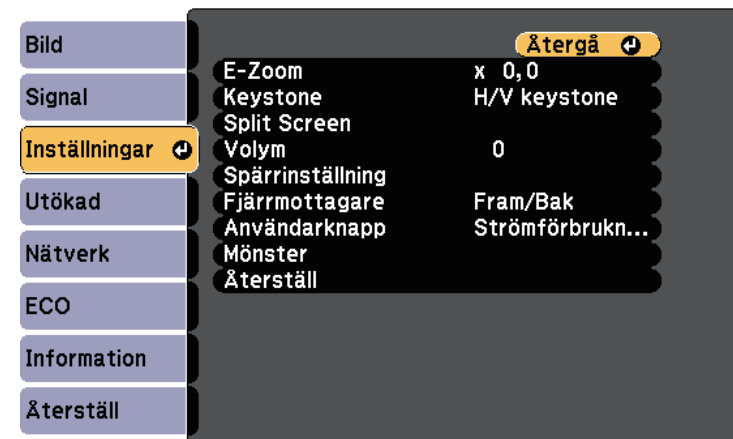 Bild
Signal
Inställningar
Utökad
Nätverk
ECO
Information
Återställ
Återgå
E-Zoom x 0,0
Keystone H/V keystone
Split Screen
Volym 0
Spärrinställning
Fjärrmottagare Fram/Bak
Användarknapp Strömförbrukn...
Mönster
Återställ